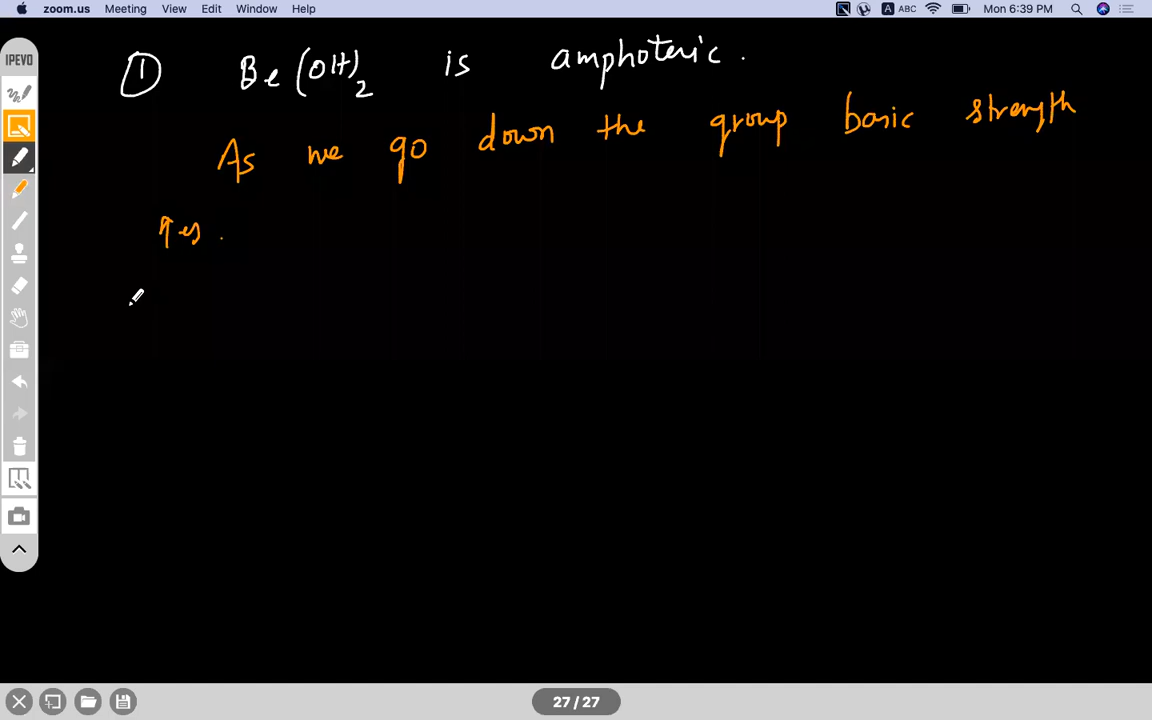 zoom.us Meeting View Edit Window Help A ABC Mon 6:39 PM
IPEVO
① Be(OH)₂ is amphoteric.
As we go down the group basic strength
↑es.
27 / 27